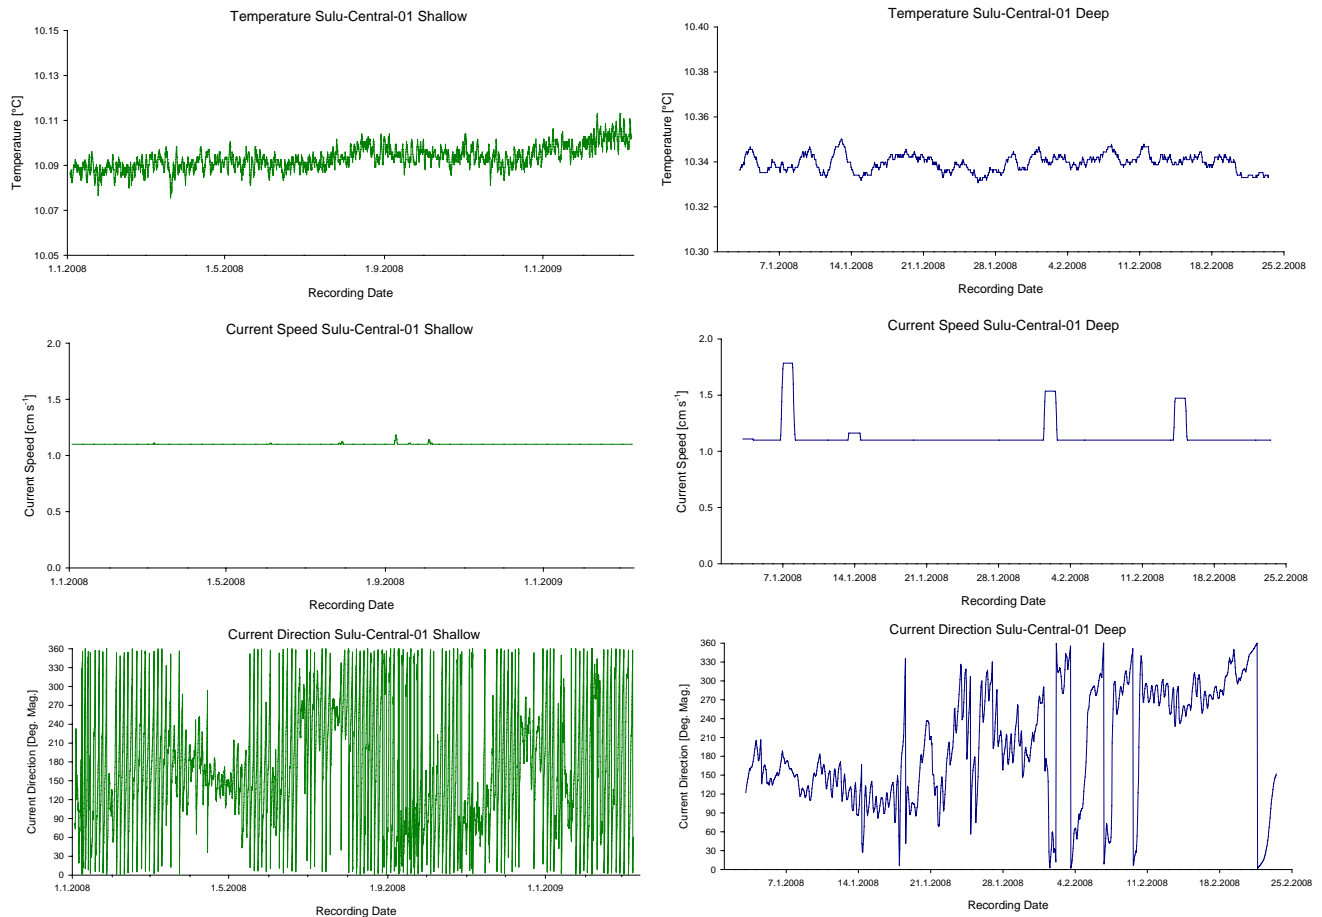 Temperature Sulu-Central-01 Shallow
10.15
10.13
10.11
10.09
10.07
10.05
Temperature [°C]
1.1.2008 1.5.2008 1.9.2008 1.1.2009
Recording Date
Temperature Sulu-Central-01 Deep
10.40
10.38
10.36
10.34
10.32
10.30
Temperature [°C]
7.1.2008 14.1.2008 21.1.2008 28.1.2008 4.2.2008 11.2.2008 18.2.2008 25.2.2008
Recording Date
Current Speed Sulu-Central-01 Shallow
2.0
1.5
1.0
0.5
0.0
Current Speed [cm s-1]
1.1.2008 1.5.2008 1.9.2008 1.1.2009
Recording Date
Current Speed Sulu-Central-01 Deep
2.0
1.5
1.0
0.5
0.0
Current Speed [cm s-1]
7.1.2008 14.1.2008 21.1.2008 28.1.2008 4.2.2008 11.2.2008 18.2.2008 25.2.2008
Recording Date
Current Direction Sulu-Central-01 Shallow
360
330
300
270
240
210
180
150
120
90
60
30
0
Current Direction [Deg. Mag.]
1.1.2008 1.5.2008 1.9.2008 1.1.2009
Recording Date
Current Direction Sulu-Central-01 Deep
360
330
300
270
240
210
180
150
120
90
60
30
0
Current Direction [Deg. Mag.]
7.1.2008 14.1.2008 21.1.2008 28.1.2008 4.2.2008 11.2.2008 18.2.2008 25.2.2008
Recording Date